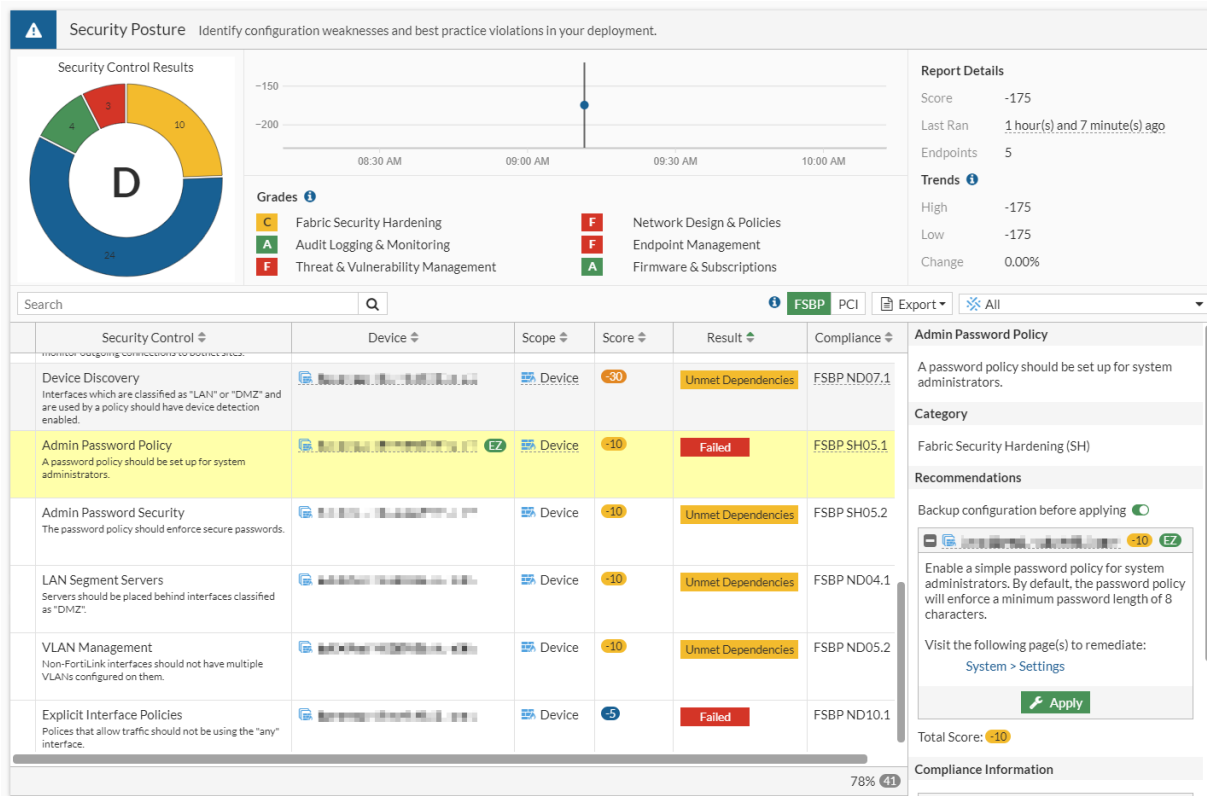 Security Posture Identify configuration weaknesses and best practice violations in your deployment.
Security Control Results
3
10
4
D
24
-150
-200
08:30 AM 09:00 AM 09:30 AM 10:00 AM
Grades
C Fabric Security Hardening
F Network Design & Policies
A Audit Logging & Monitoring
F Endpoint Management
F Threat & Vulnerability Management
A Firmware & Subscriptions
Report Details
Score -175
Last Ran 1 hour(s) and 7 minute(s) ago
Endpoints 5
Trends
High -175
Low -175
Change 0.00%
Search
FSBP PCI Export All
Security Control Device Scope Score Result Compliance
monitor outgoing connections to botnet sites.
Device Discovery
Interfaces which are classified as "LAN" or "DMZ" and
are used by a policy should have device detection
enabled.
Device -30 Unmet Dependencies FSBP ND07.1
Admin Password Policy
A password policy should be set up for system
administrators.
EZ Device -10 Failed FSBP SH05.1
Admin Password Security
The password policy should enforce secure passwords.
Device -10 Unmet Dependencies FSBP SH05.2
LAN Segment Servers
Servers should be placed behind interfaces classified
as "DMZ".
Device -10 Unmet Dependencies FSBP ND04.1
VLAN Management
Non-FortiLink interfaces should not have multiple
VLANs configured on them.
Device -10 Unmet Dependencies FSBP ND05.2
Explicit Interface Policies
Polices that allow traffic should not be using the "any"
interface.
Device -5 Failed FSBP ND10.1
78% 41
Admin Password Policy
A password policy should be set up for system
administrators.
Category
Fabric Security Hardening (SH)
Recommendations
Backup configuration before applying
-10 EZ
Enable a simple password policy for system
administrators. By default, the password policy
will enforce a minimum password length of 8
characters.
Visit the following page(s) to remediate:
System > Settings
Apply
Total Score: -10
Compliance Information